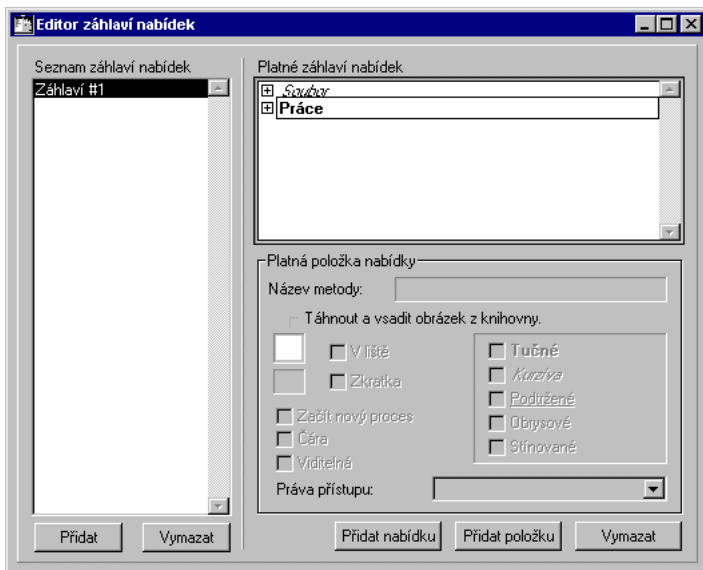 Editor záhlaví nabídek
Seznam záhlaví nabídek
Záhlaví #1
Přidat
Vymazat
Platné záhlaví nabídek
Soubor
Práce
Platná položka nabídky
Název metody:
Táhnout a vsadit obrázek z knihovny.
V liště
Zkratka
Začít nový proces
Čára
Viditelná
Tučné
Kurzíva
Podtržené
Obrysové
Stínované
Práva přístupu:
Přidat nabídku
Přidat položku
Vymazat